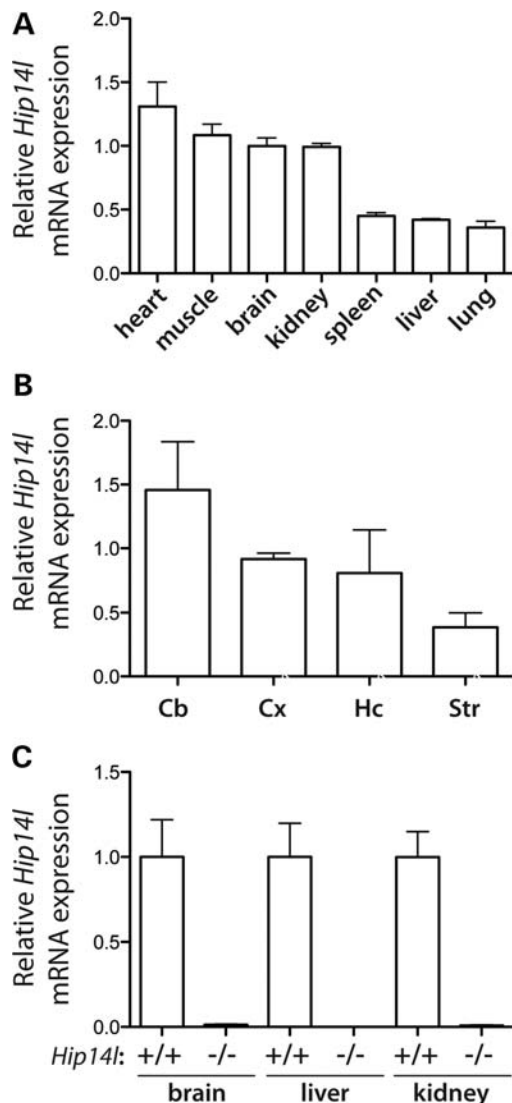 A
Relative Hip14l
mRNA expression
2.0
1.5
1.0
0.5
0.0
heart
muscle
brain
kidney
spleen
liver
lung
B
Relative Hip14l
mRNA expression
2.0
1.5
1.0
0.5
0.0
Cb Cx Hc Str
C
Relative Hip14l
mRNA expression
1.5
1.0
0.5
0.0
Hip14l: +/+ -/- +/+ -/- +/+ -/-
brain liver kidney